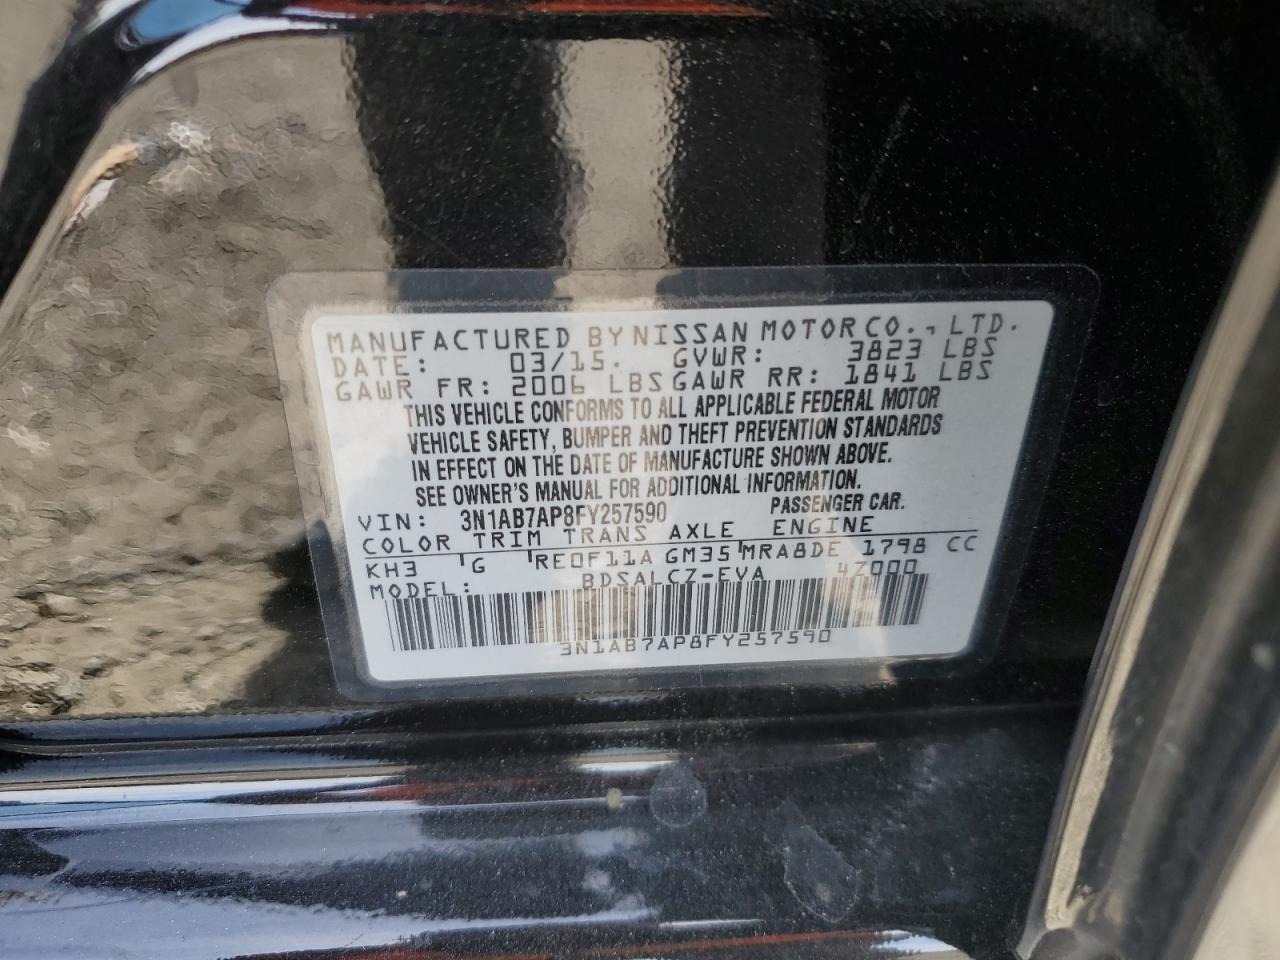 MANUFACTURED BY NISSAN MOTOR CO., LTD.
DATE: 03/15. GVWR: 3823 LBS
GAWR FR: 2006 LBS GAWR RR: 1841 LBS
THIS VEHICLE CONFORMS TO ALL APPLICABLE FEDERAL MOTOR
VEHICLE SAFETY, BUMPER AND THEFT PREVENTION STANDARDS
IN EFFECT ON THE DATE OF MANUFACTURE SHOWN ABOVE.
SEE OWNER'S MANUAL FOR ADDITIONAL INFORMATION.
VIN: 3N1AB7AP8FY257590 PASSENGER CAR.
COLOR TRIM TRANS AXLE ENGINE
KH3 G RE0F11A GM35 MRA8DE 1798 CC
MODEL: BDSALCZ-EVA 4Z000
3N1AB7AP8FY257590